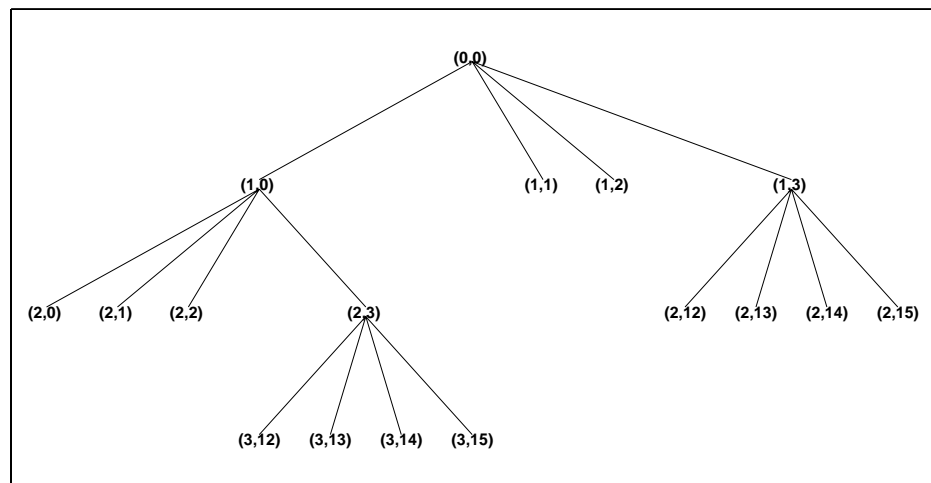 (0,0)
(1,0) (1,1) (1,2) (1,3)
(2,0) (2,1) (2,2) (2,3) (2,12) (2,13) (2,14) (2,15)
(3,12) (3,13) (3,14) (3,15)